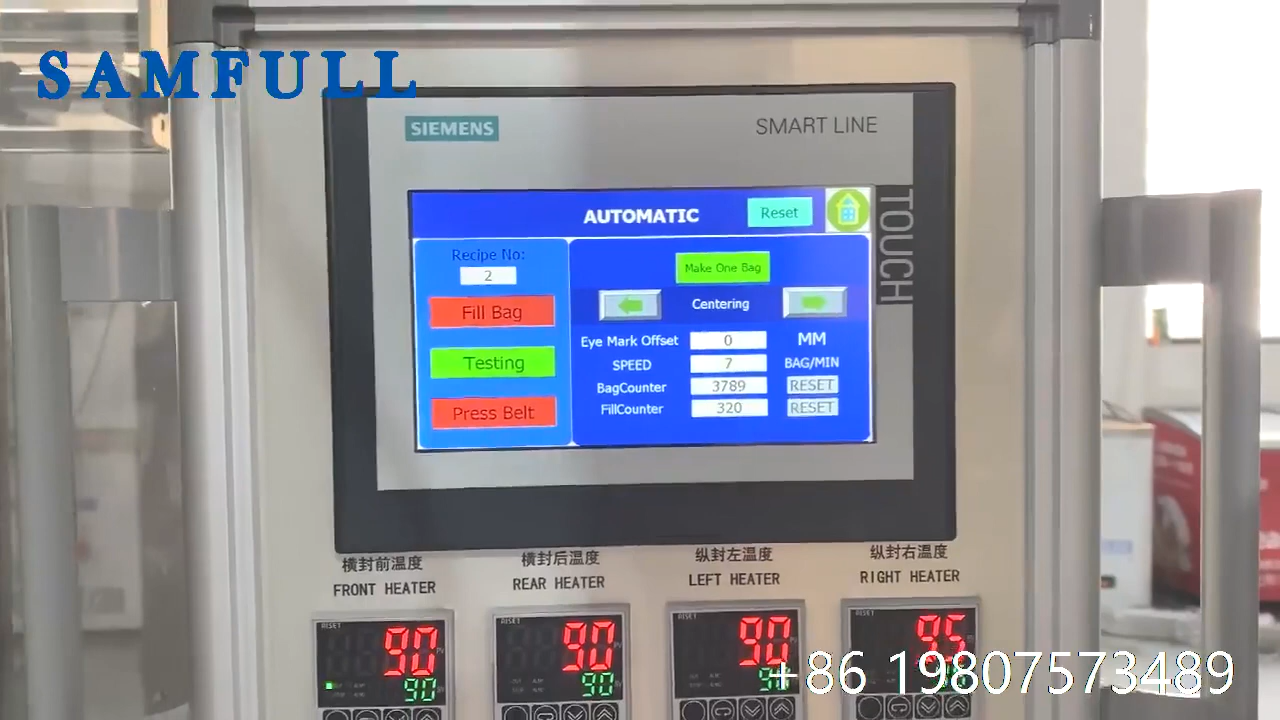 SAMFULL
SIEMENS
SMART LINE
TOUCH
AUTOMATIC
Reset
Recipe No:
2
Fill Bag
Testing
Press Belt
Make One Bag
Centering
Eye Mark Offset 0 MM
SPEED 7 BAG/MIN
BagCounter 3789 RESET
FillCounter 320 RESET
横封前温度
FRONT HEATER
横封后温度
REAR HEATER
纵封左温度
LEFT HEATER
纵封右温度
RIGHT HEATER
90
90
90
90
90
95
+86 19807573489